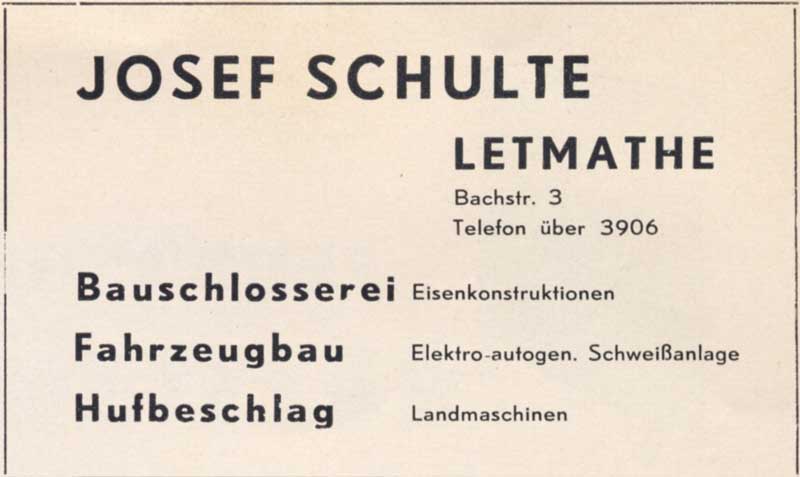 JOSEF SCHULTE
LETMATHE
Bachstr. 3
Telefon über 3906
Bauschlosserei Eisenkonstruktionen
Fahrzeugbau Elektro-autogen. Schweißanlage
Hufbeschlag Landmaschinen